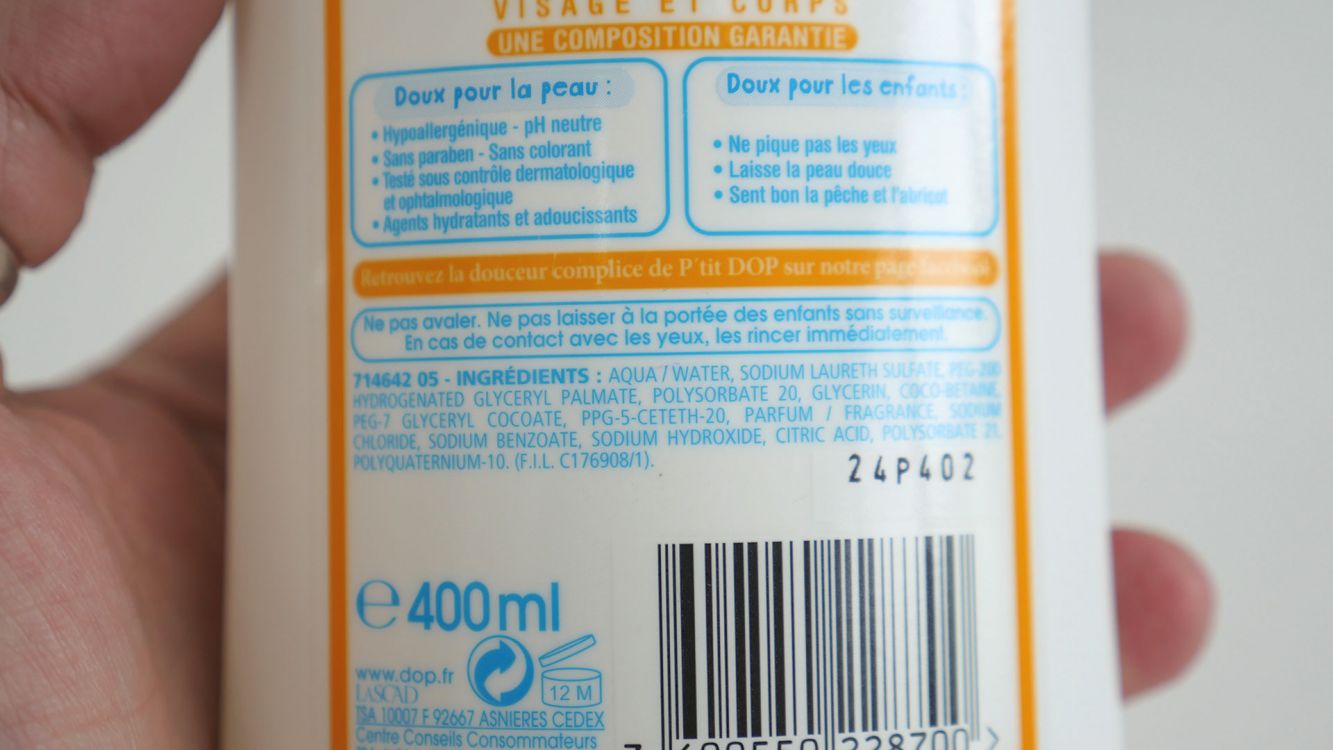 VISAGE ET CORPS
UNE COMPOSITION GARANTIE
Doux pour la peau :
• Hypoallergénique - pH neutre
• Sans paraben - Sans colorant
• Testé sous contrôle dermatologique
et ophtalmologique
• Agents hydratants et adoucissants
Doux pour les enfants :
• Ne pique pas les yeux
• Laisse la peau douce
• Sent bon la pêche et l'abricot
Retrouvez la douceur complice de P'tit DOP sur notre page facebook
Ne pas avaler. Ne pas laisser à la portée des enfants sans surveillance.
En cas de contact avec les yeux, les rincer immédiatement.
714642 05 - INGRÉDIENTS : AQUA / WATER, SODIUM LAURETH SULFATE, PEG-200
HYDROGENATED GLYCERYL PALMATE, POLYSORBATE 20, GLYCERIN, COCO-BETAINE,
PEG-7 GLYCERYL COCOATE, PPG-5-CETETH-20, PARFUM / FRAGRANCE, SODIUM
CHLORIDE, SODIUM BENZOATE, SODIUM HYDROXIDE, CITRIC ACID, POLYSORBATE 21,
POLYQUATERNIUM-10. (F.I.L. C176908/1).
24P402
e 400 ml
www.dop.fr
LASCAD
12 M
TSA 10007 F 92667 ASNIERES CEDEX
Centre Conseils Consommateurs
228700 >